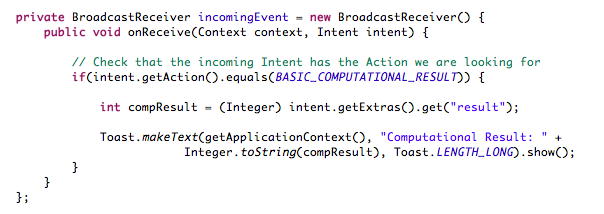 private BroadcastReceiver incomingEvent = new BroadcastReceiver() {
    public void onReceive(Context context, Intent intent) {

        // Check that the incoming Intent has the Action we are looking for
        if(intent.getAction().equals(BASIC_COMPUTATIONAL_RESULT)) {

            int compResult = (Integer) intent.getExtras().get("result");

            Toast.makeText(getApplicationContext(), "Computational Result: " +
                        Integer.toString(compResult), Toast.LENGTH_LONG).show();
        }
    }
};